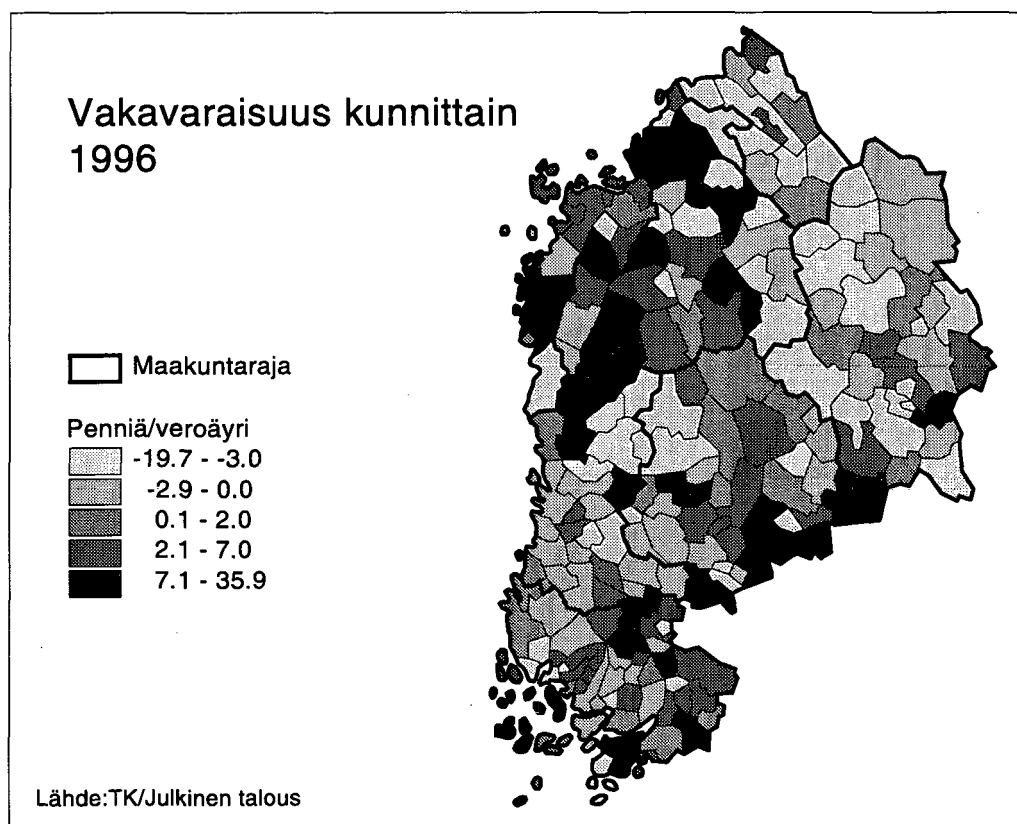 Vakavaraisuus kunnittain
1996
Maakuntaraja
Penniä/veroäyri
-19.7 - -3.0
-2.9 - 0.0
0.1 - 2.0
2.1 - 7.0
7.1 - 35.9
Lähde:TK/Julkinen talous